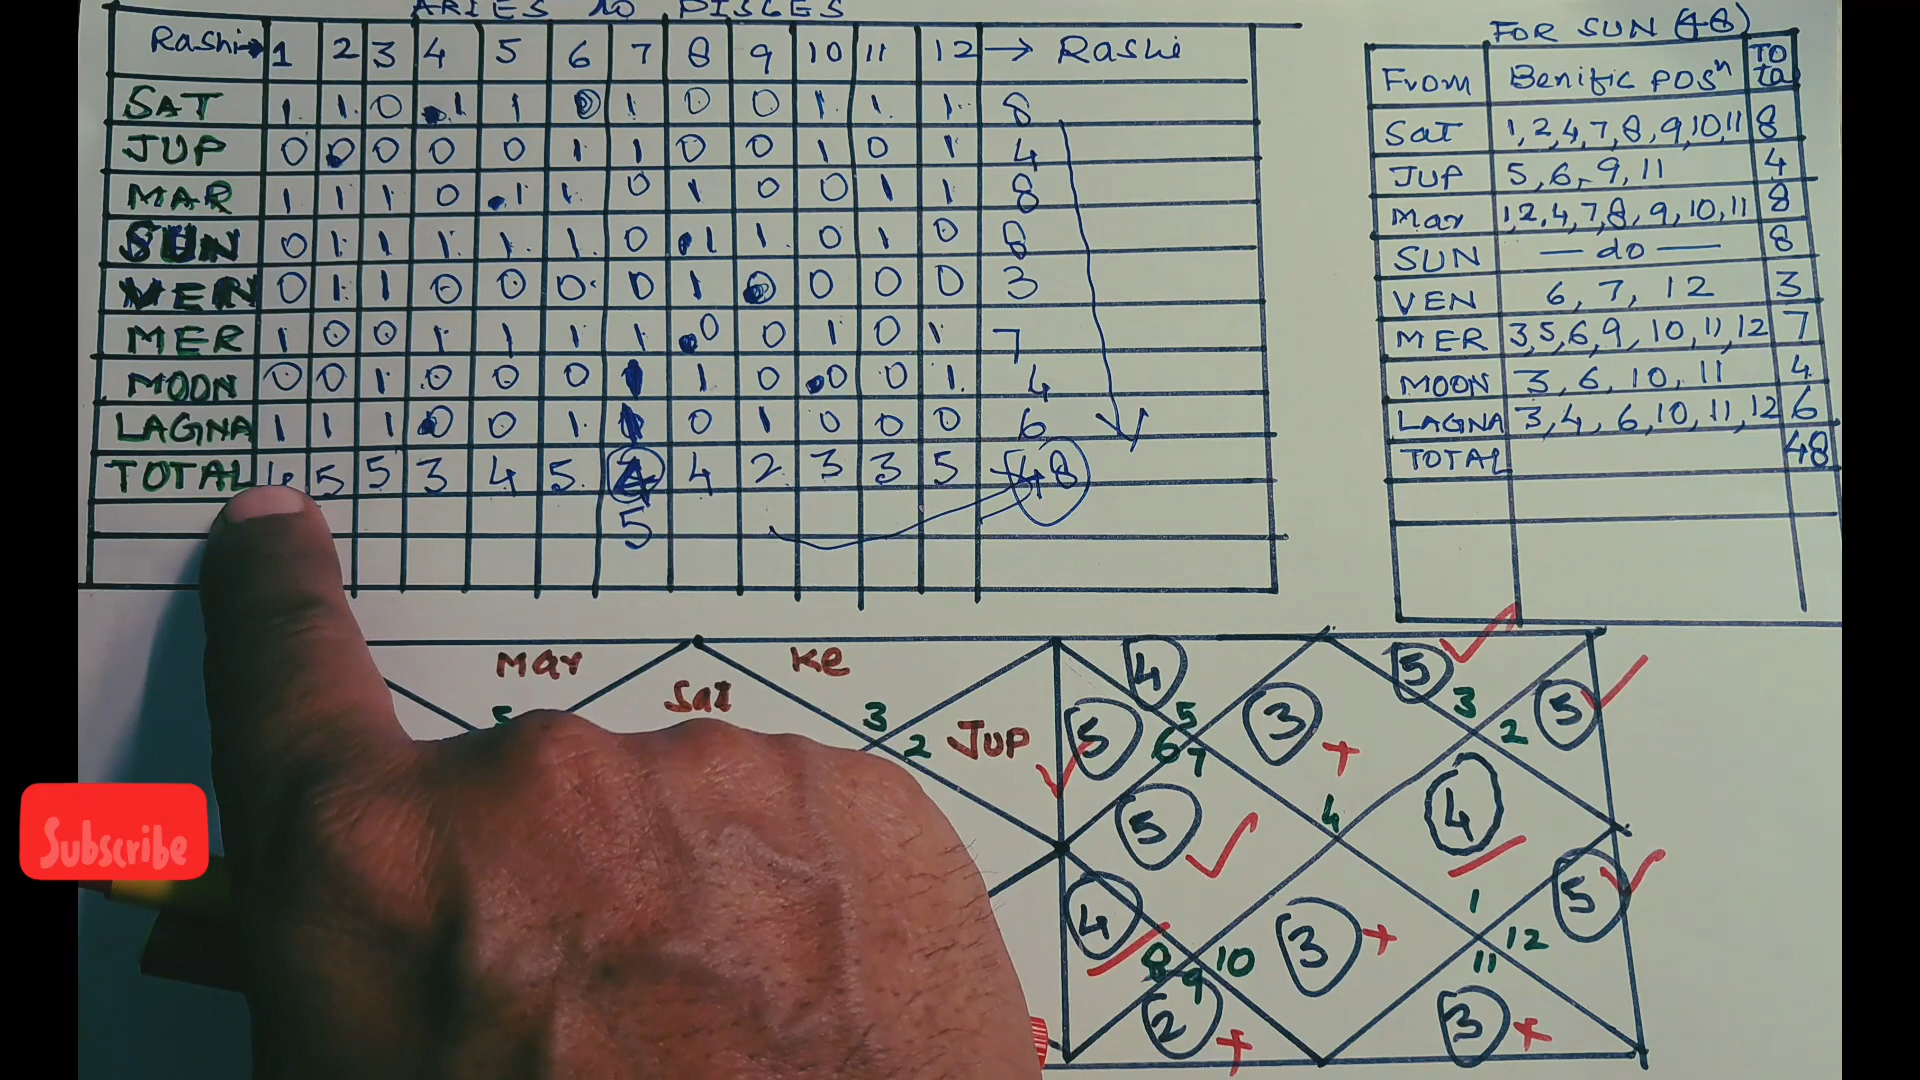 ARIES TO PISCES
Rashi→ 1 2 3 4 5 6 7 8 9 10 11 12 → Rashi
SAT 1 1 0 1 1 0 1 0 0 1 1 1 8
JUP 0 0 0 0 0 1 1 0 0 1 0 1 4
MAR 1 1 1 0 1 1 0 1 0 0 1 1 8
SUN 0 1 1 1 1 1 0 1 1 0 1 0 8
VEN 0 1 1 0 0 0 0 1 0 0 0 0 3
MER 1 0 0 1 1 1 1 0 0 1 0 1 7
MOON 0 0 1 0 0 0 1 1 0 0 0 1 4
LAGNA 1 1 1 0 0 1 1 0 1 0 0 0 6
TOTAL 4 5 5 3 4 5 4 4 2 3 3 5 48
5
FOR SUN (48)
From Benific POSⁿ TOtal
Sat 1,2,4,7,8,9,10,11 8
JUP 5,6,9,11 4
Mar 1,2,4,7,8,9,10,11 8
SUN — do — 8
VEN 6, 7, 12 3
MER 3,5,6,9,10,11,12 7
MOON 3, 6, 10, 11 4
LAGNA 3,4, 6,10,11,12 6
TOTAL 48
Mar Ke
Sat
5 3
2 Jup
4 5
5 3 3 5
5 6 7 2
4
5 4
4 3 1 5
8 10 12
9 11
2 3
Subscribe